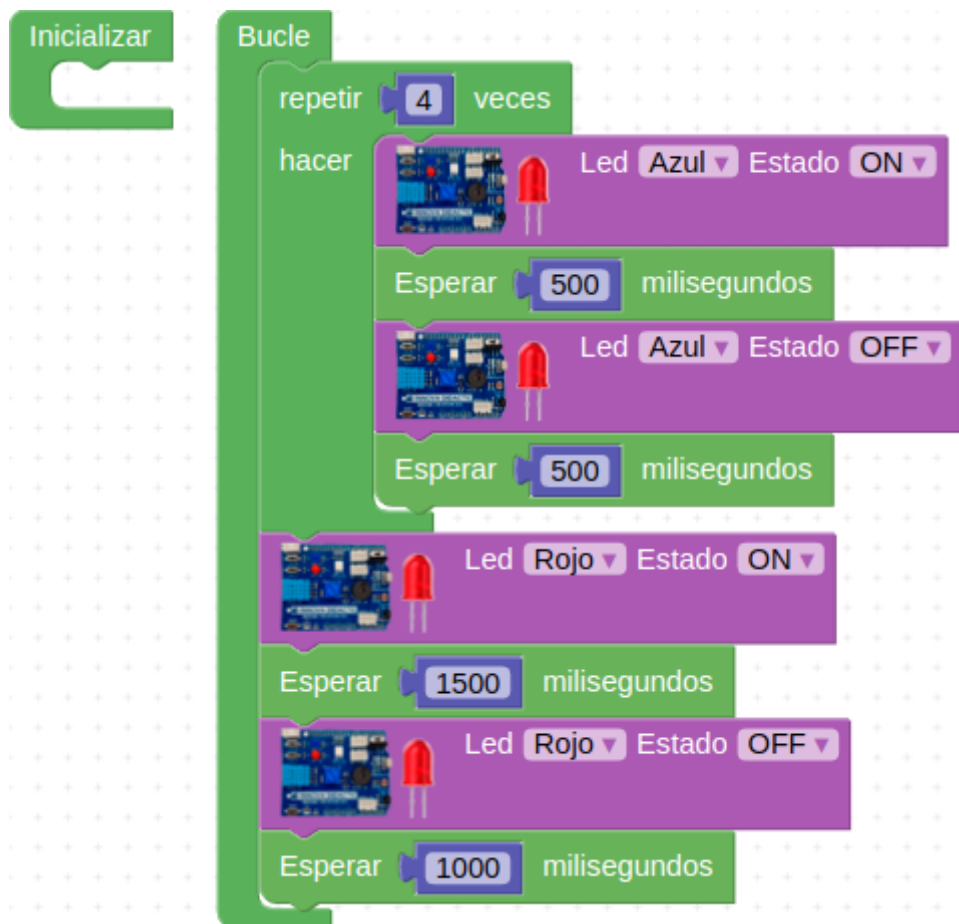 Inicializar
Bucle
repetir 4 veces
hacer
Led Azul Estado ON
Esperar 500 milisegundos
Led Azul Estado OFF
Esperar 500 milisegundos
Led Rojo Estado ON
Esperar 1500 milisegundos
Led Rojo Estado OFF
Esperar 1000 milisegundos